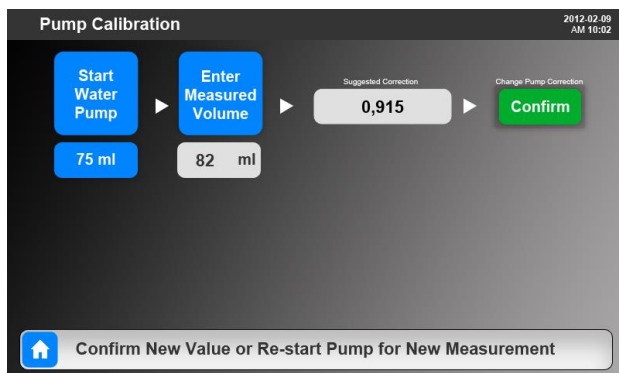 Pump Calibration
2012-02-09
AM 10:02
Start
Water
Pump
Enter
Measured
Volume
Suggested Correction
0,915
Change Pump Correction
Confirm
75 ml
82 ml
Confirm New Value or Re-start Pump for New Measurement